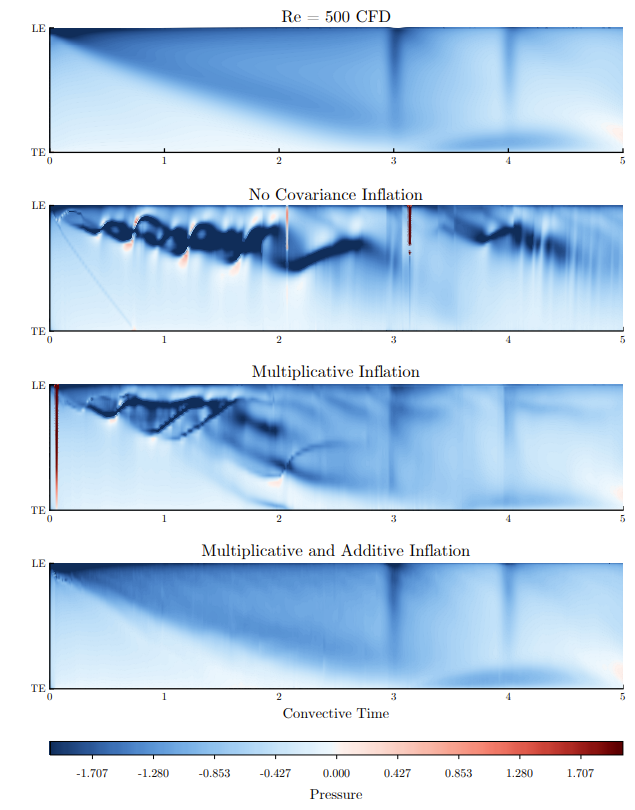 Re = 500 CFD
LE
TE
0 1 2 3 4 5
No Covariance Inflation
LE
TE
0 1 2 3 4 5
Multiplicative Inflation
LE
TE
0 1 2 3 4 5
Multiplicative and Additive Inflation
LE
TE
0 1 2 3 4 5
Convective Time
-1.707 -1.280 -0.853 -0.427 0.000 0.427 0.853 1.280 1.707
Pressure